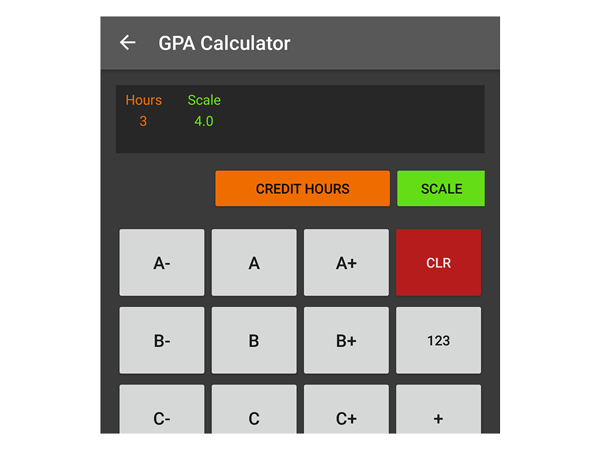 GPA Calculator
Hours Scale
3 4.0
CREDIT HOURS SCALE
A- A A+ CLR
B- B B+ 123
C- C C+ +